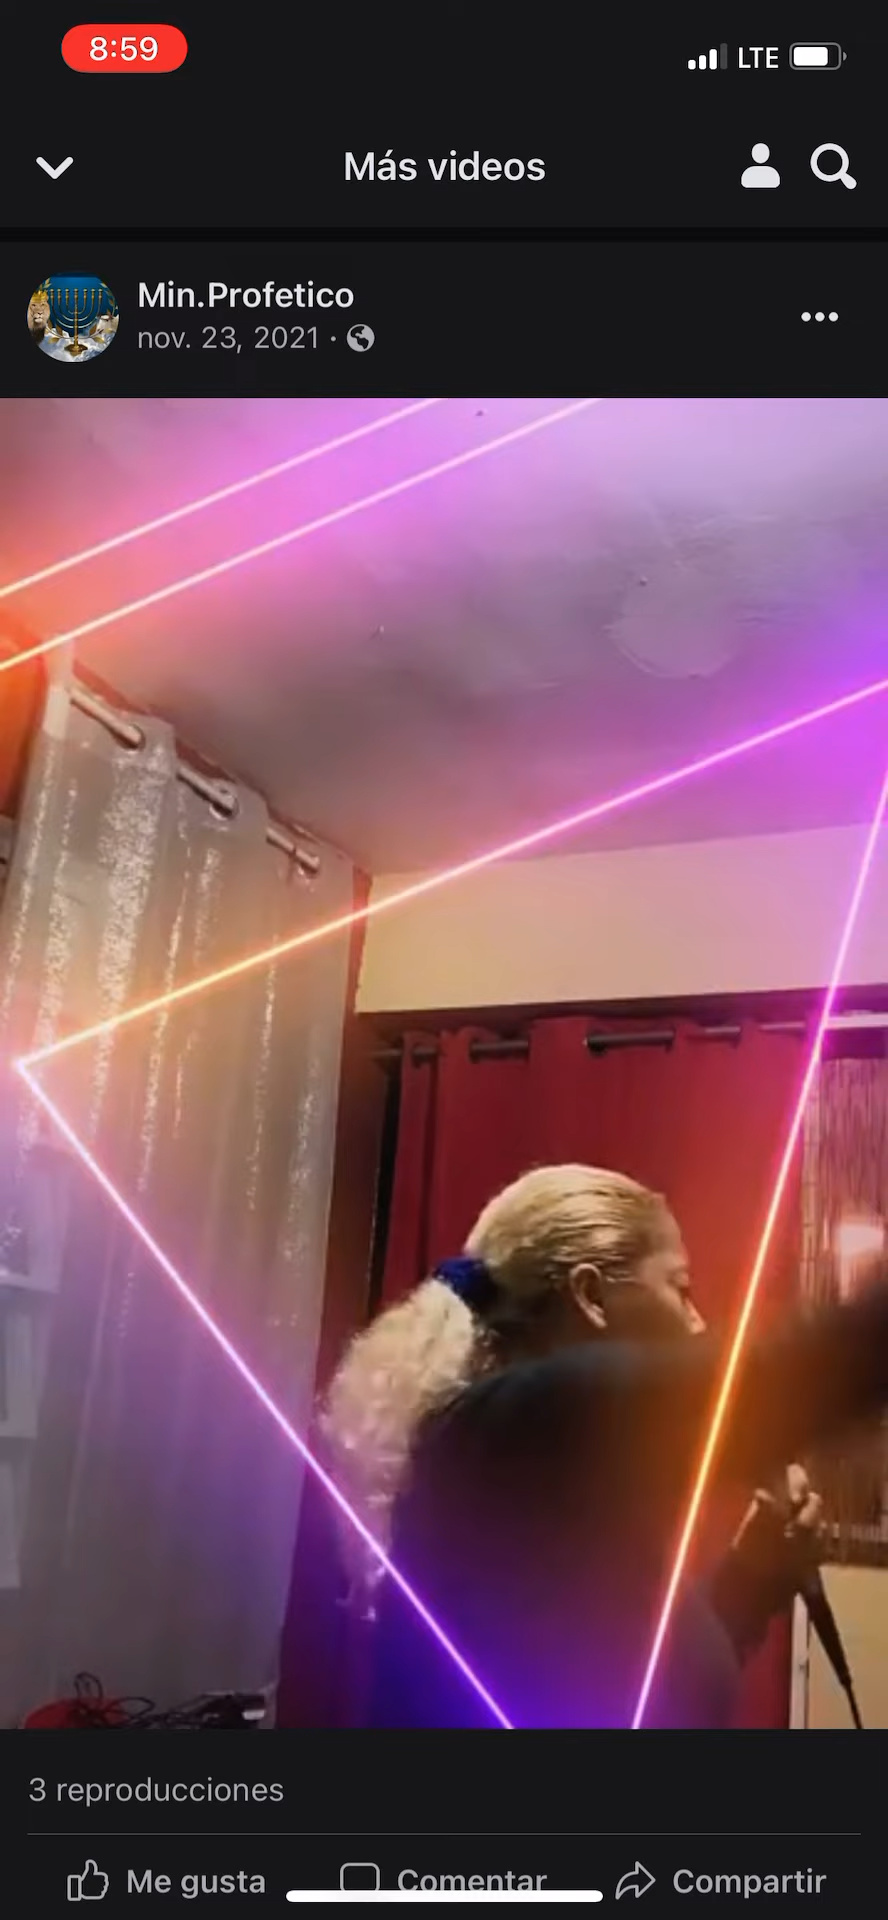 8:59
LTE
Más videos
Min.Profetico
nov. 23, 2021 ·
3 reproducciones
Me gusta
Comentar
Compartir